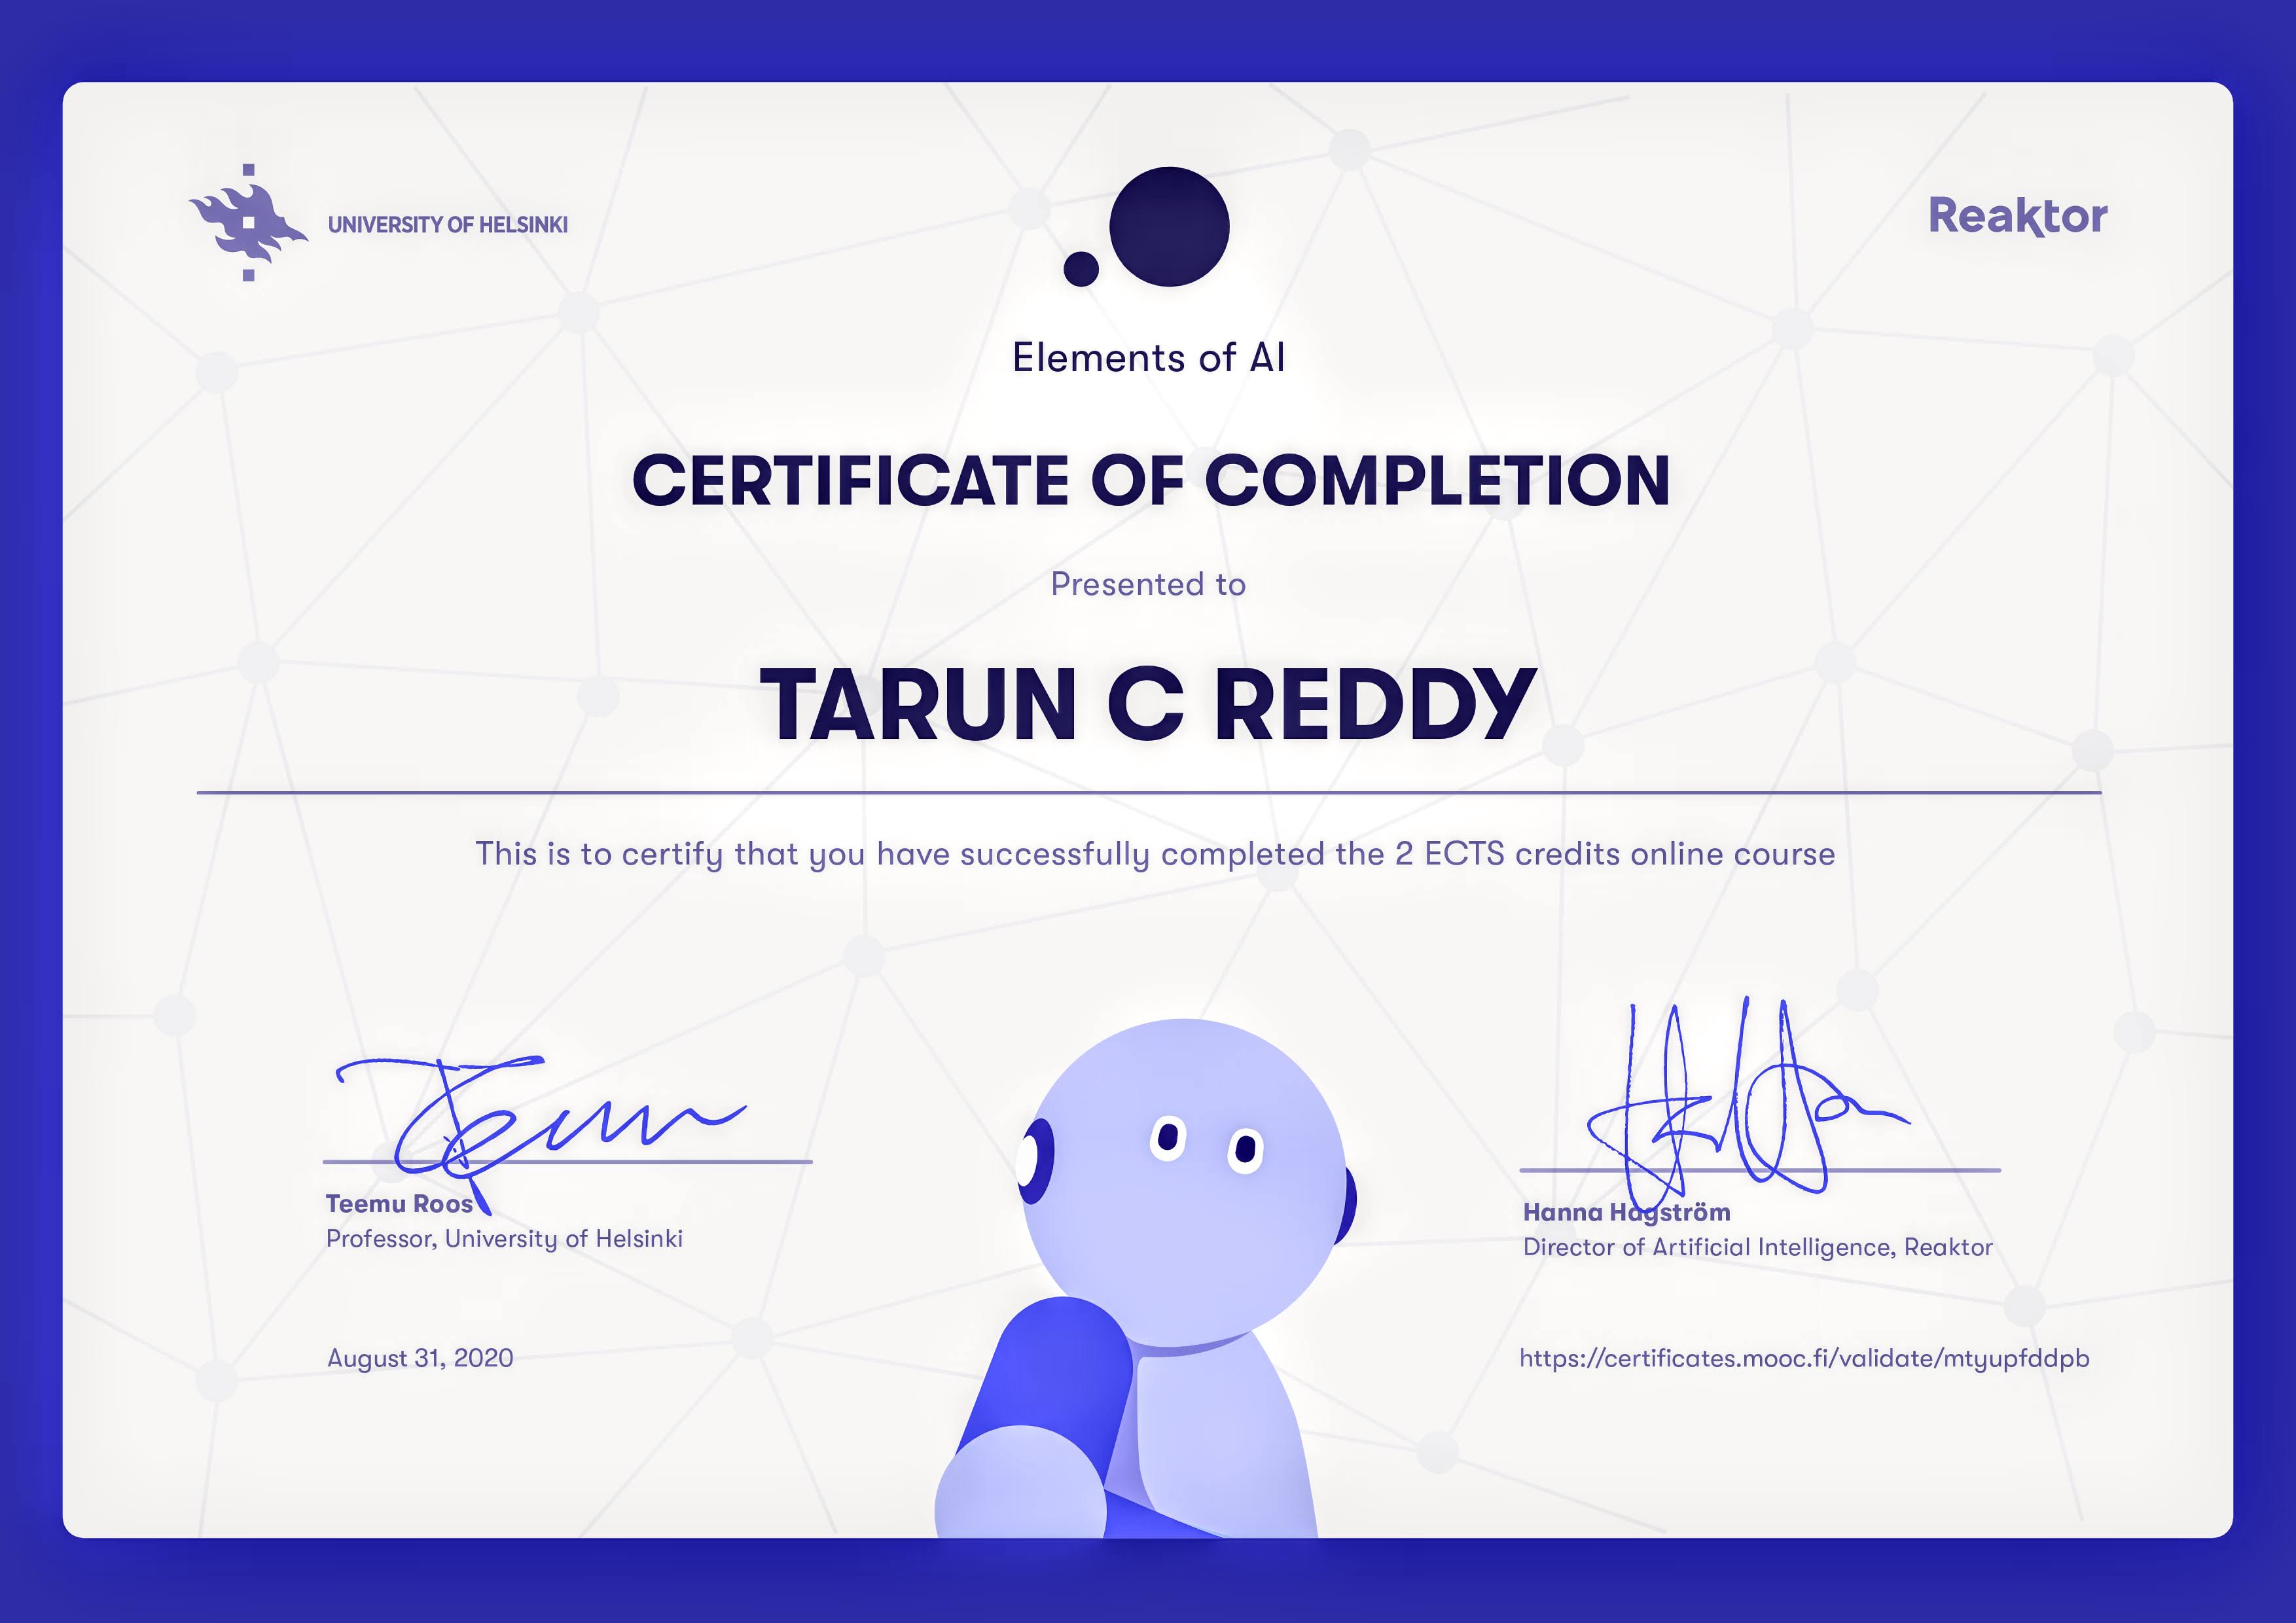 UNIVERSITY OF HELSINKI
Reaktor
Elements of AI
CERTIFICATE OF COMPLETION
Presented to
TARUN C REDDY
This is to certify that you have successfully completed the 2 ECTS credits online course
Teemu Roos
Professor, University of Helsinki
Hanna Hagström
Director of Artificial Intelligence, Reaktor
August 31, 2020
https://certificates.mooc.fi/validate/mtyupfddpb